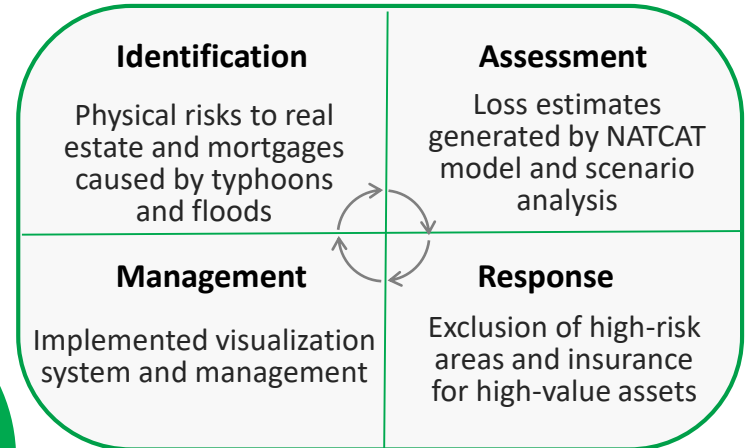 Identification
Physical risks to real
estate and mortgages
caused by typhoons
and floods
Assessment
Loss estimates
generated by NATCAT
model and scenario
analysis
Management
Implemented visualization
system and management
Response
Exclusion of high-risk
areas and insurance
for high-value assets